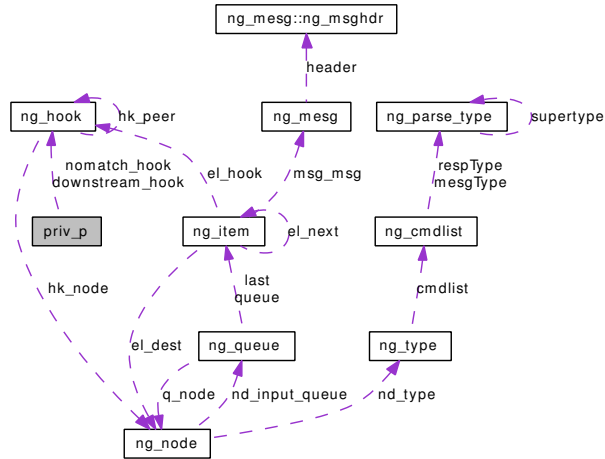 ng_mesg::ng_msghdr
header
ng_hook
hk_peer
ng_mesg
ng_parse_type
supertype
nomatch_hook
downstream_hook
el_hook
msg_msg
respType
mesgType
priv_p
ng_item
el_next
ng_cmdlist
hk_node
last
queue
cmdlist
el_dest
ng_queue
ng_type
q_node
nd_input_queue
nd_type
ng_node